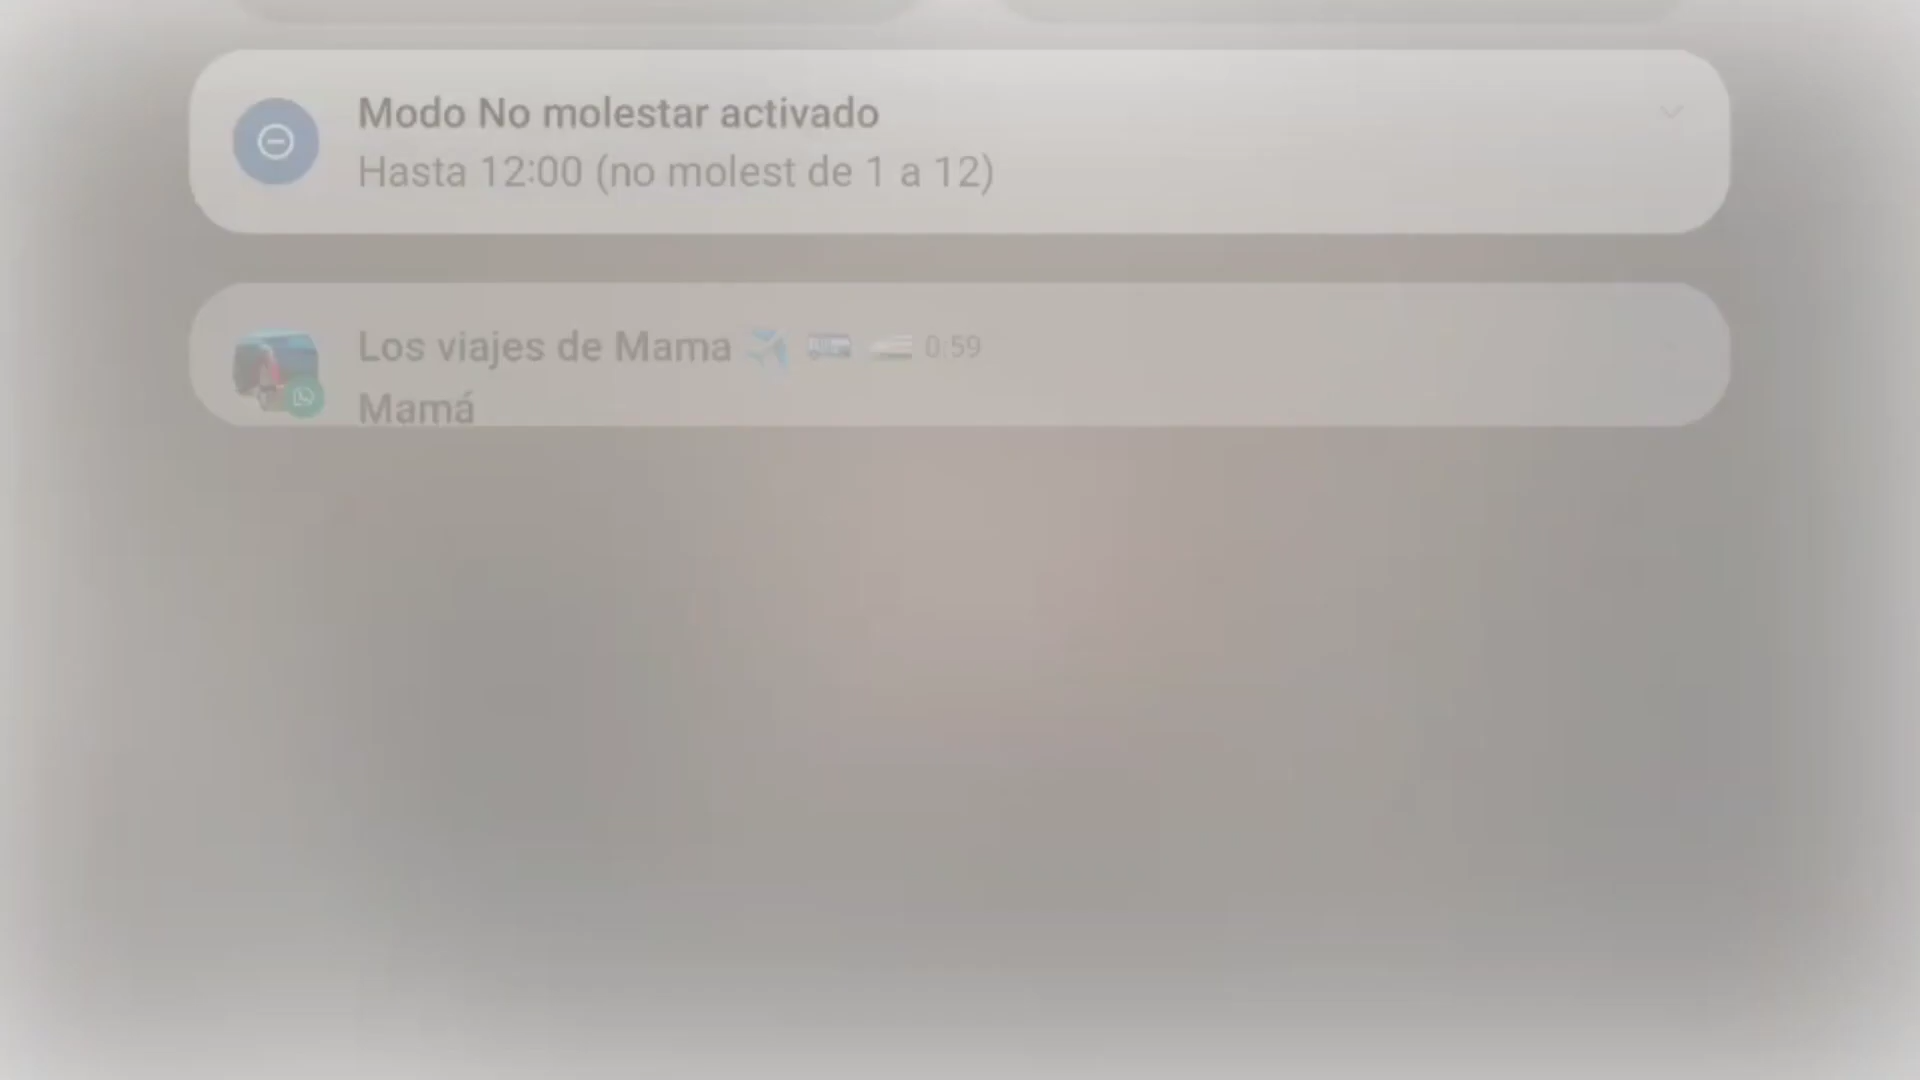 Modo No molestar activado
Hasta 12:00 (no molest de 1 a 12)
Los viajes de Mama ✈️ 🚌 🚄 0:59
Mamá